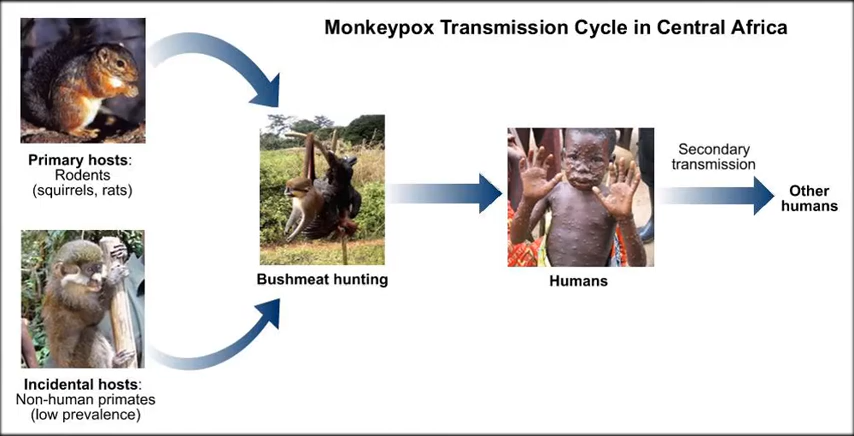 Monkeypox Transmission Cycle in Central Africa
Primary hosts:
Rodents
(squirrels, rats)
Incidental hosts:
Non-human primates
(low prevalence)
Bushmeat hunting
Humans
Secondary
transmission
Other
humans